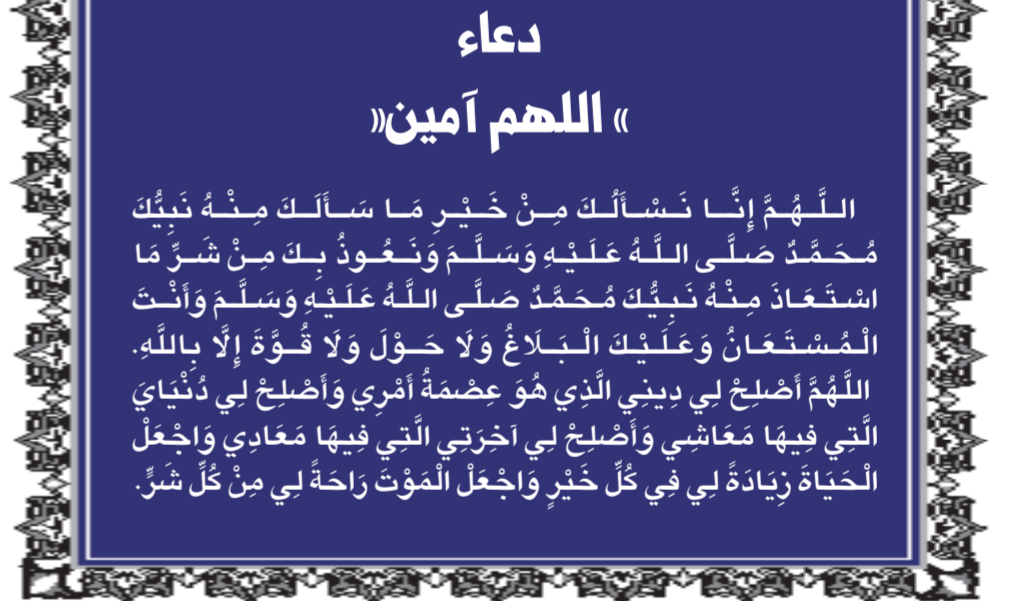 دعاء
» اللهم آمين«
اللَّهُمَّ إِنَّا نَسْأَلُكَ مِنْ خَيْرِ مَا سَأَلَكَ مِنْهُ نَبِيُّكَ
مُحَمَّدٌ صَلَّى اللَّهُ عَلَيْهِ وَسَلَّمَ وَنَعُوذُ بِكَ مِنْ شَرِّ مَا
اسْتَعَاذَ مِنْهُ نَبِيُّكَ مُحَمَّدٌ صَلَّى اللَّهُ عَلَيْهِ وَسَلَّمَ وَأَنْتَ
الْمُسْتَعَانُ وَعَلَيْكَ الْبَلَاغُ وَلَا حَوْلَ وَلَا قُوَّةَ إِلَّا بِاللَّهِ.
اللَّهُمَّ أَصْلِحْ لِي دِينِي الَّذِي هُوَ عِصْمَةُ أَمْرِي وَأَصْلِحْ لِي دُنْيَايَ
الَّتِي فِيهَا مَعَاشِي وَأَصْلِحْ لِي آخِرَتِي الَّتِي فِيهَا مَعَادِي وَاجْعَلْ
الْحَيَاةَ زِيَادَةً لِي فِي كُلِّ خَيْرٍ وَاجْعَلْ الْمَوْتَ رَاحَةً لِي مِنْ كُلِّ شَرٍّ.